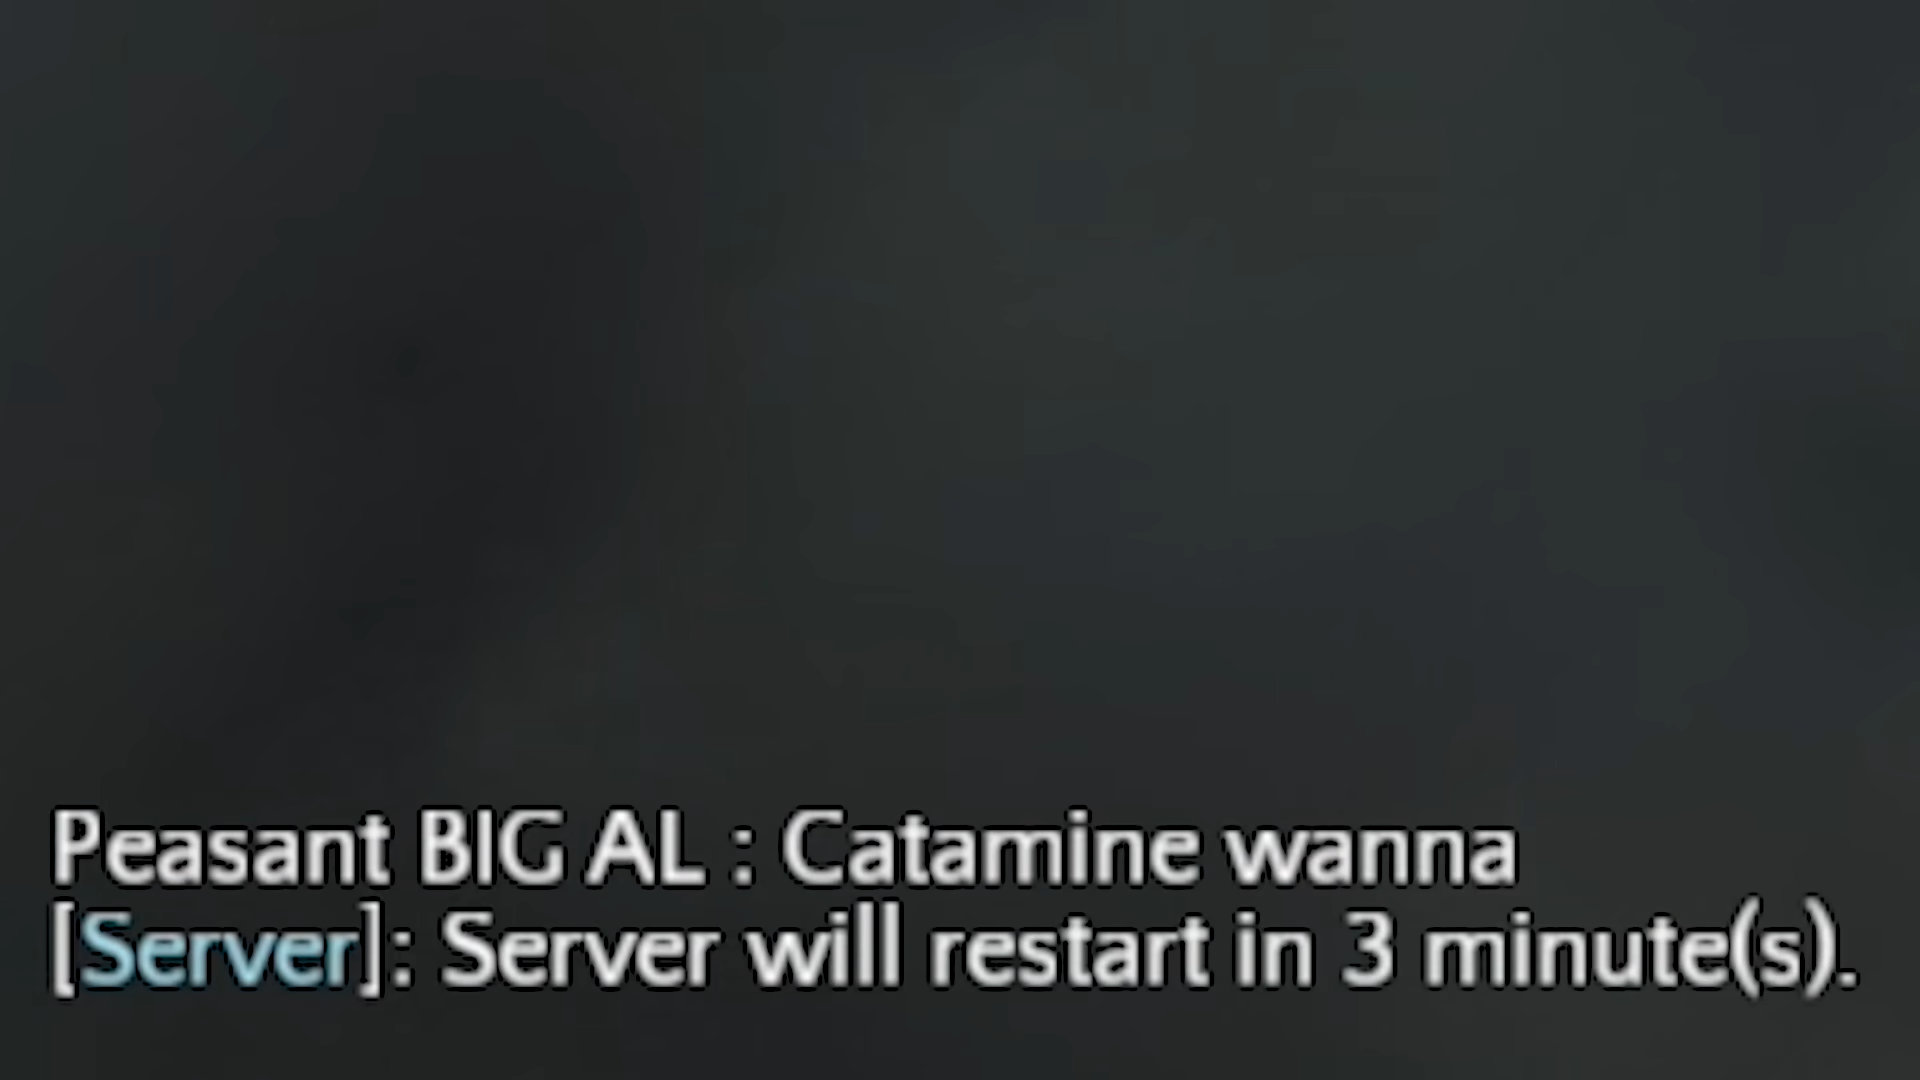 Peasant BIG AL : Catamine wanna
[Server]: Server will restart in 3 minute(s).